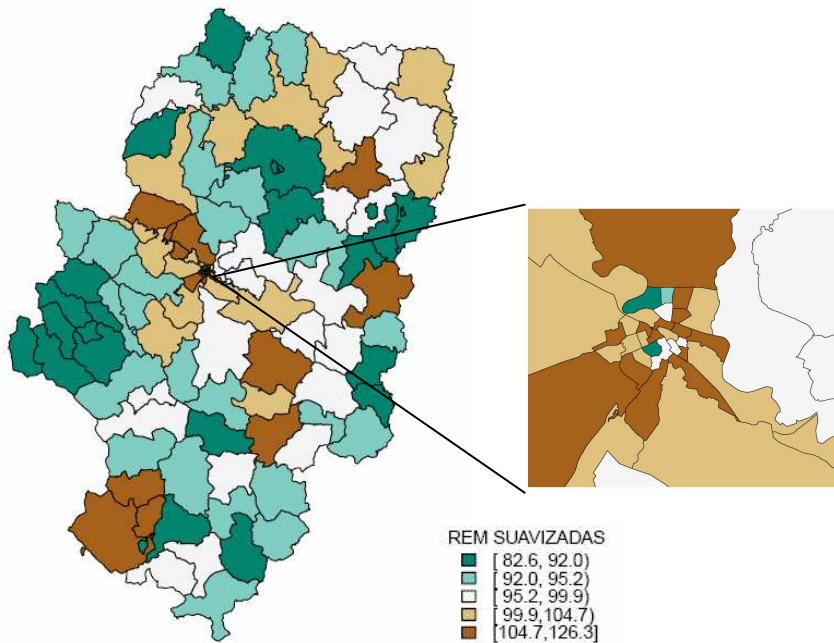 REM SUAVIZADAS
[ 82.6, 92.0)
[ 92.0, 95.2)
[ 95.2, 99.9)
[ 99.9,104.7)
[104.7,126.3]